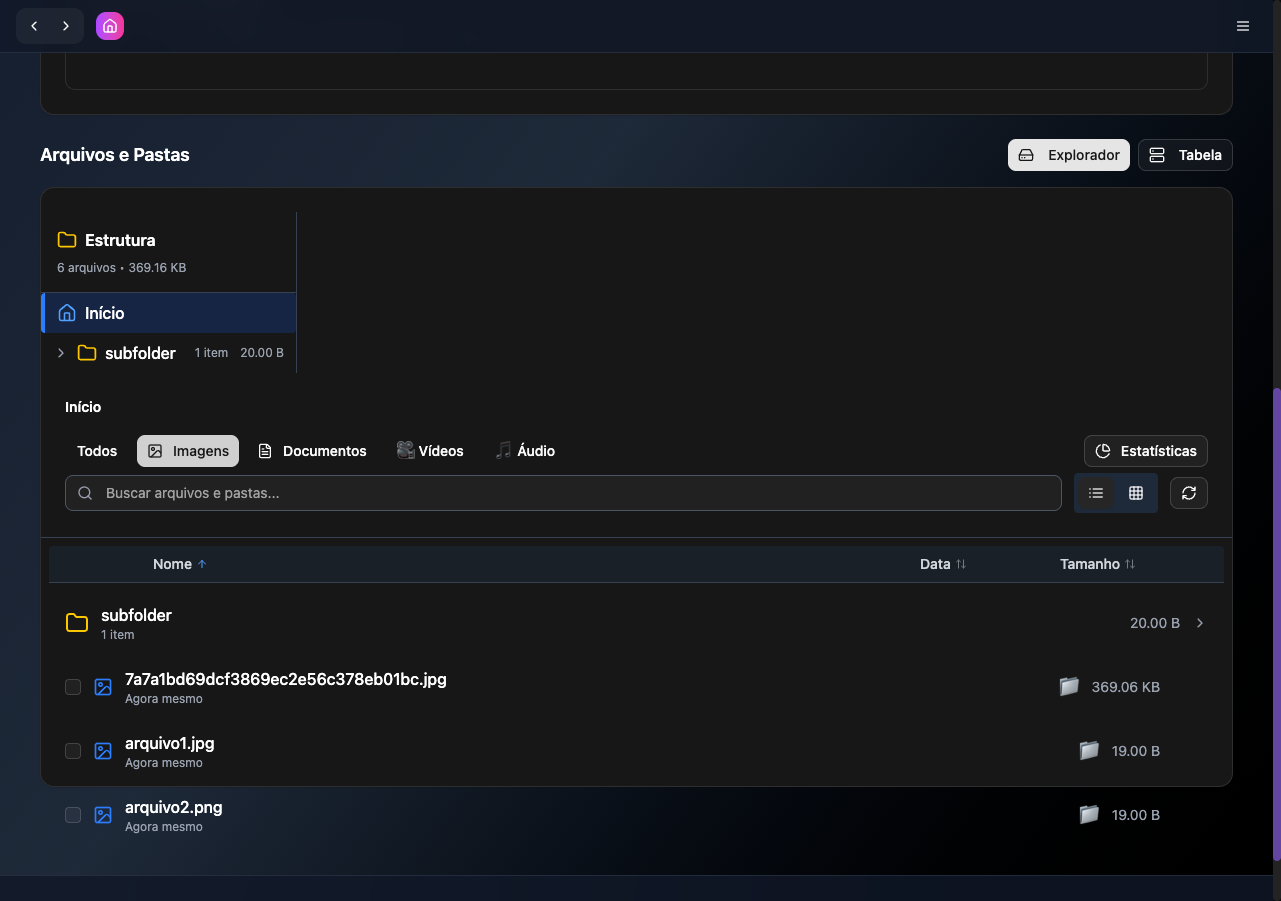 Arquivos e Pastas
Explorador
Tabela
Estrutura
6 arquivos • 369.16 KB
Início
subfolder 1 item 20.00 B
Início
Todos Imagens Documentos Vídeos Áudio Estatísticas
Buscar arquivos e pastas...
Nome Data Tamanho
subfolder
1 item
20.00 B
7a7a1bd69dcf3869ec2e56c378eb01bc.jpg
Agora mesmo
369.06 KB
arquivo1.jpg
Agora mesmo
19.00 B
arquivo2.png
Agora mesmo
19.00 B